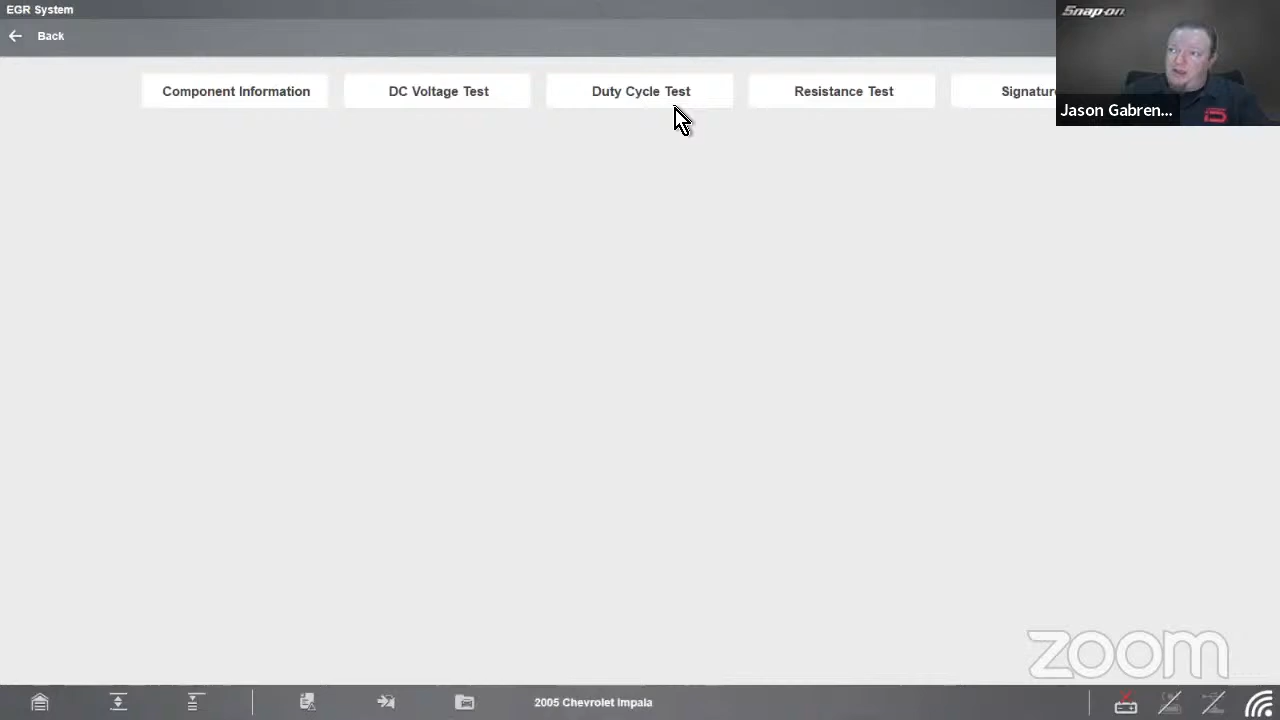 EGR System
Back
Component Information
DC Voltage Test
Duty Cycle Test
Resistance Test
Signature
Snap-on
Jason Gabren...
zoom
2005 Chevrolet Impala